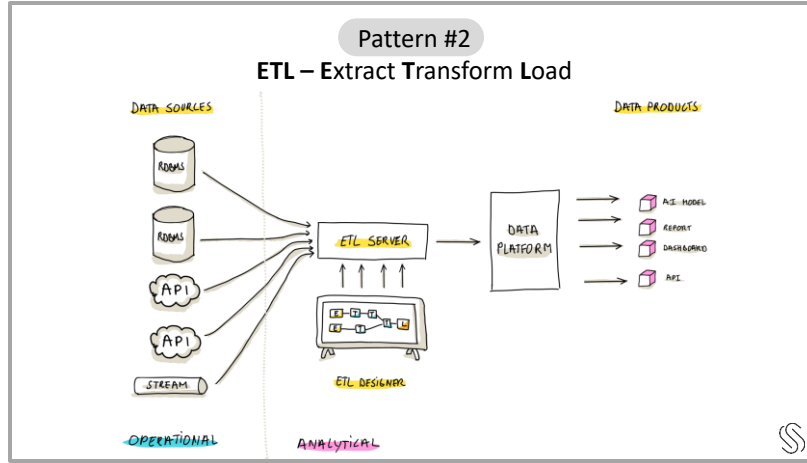 Pattern #2
ETL – Extract Transform Load
DATA SOURCES
DATA PRODUCTS
RDBMS
RDBMS
API
API
STREAM
ETL SERVER
E T T
E T T L
ETL DESIGNER
DATA
PLATFORM
A.I MODEL
REPORT
DASHBOARD
API
OPERATIONAL
ANALYTICAL